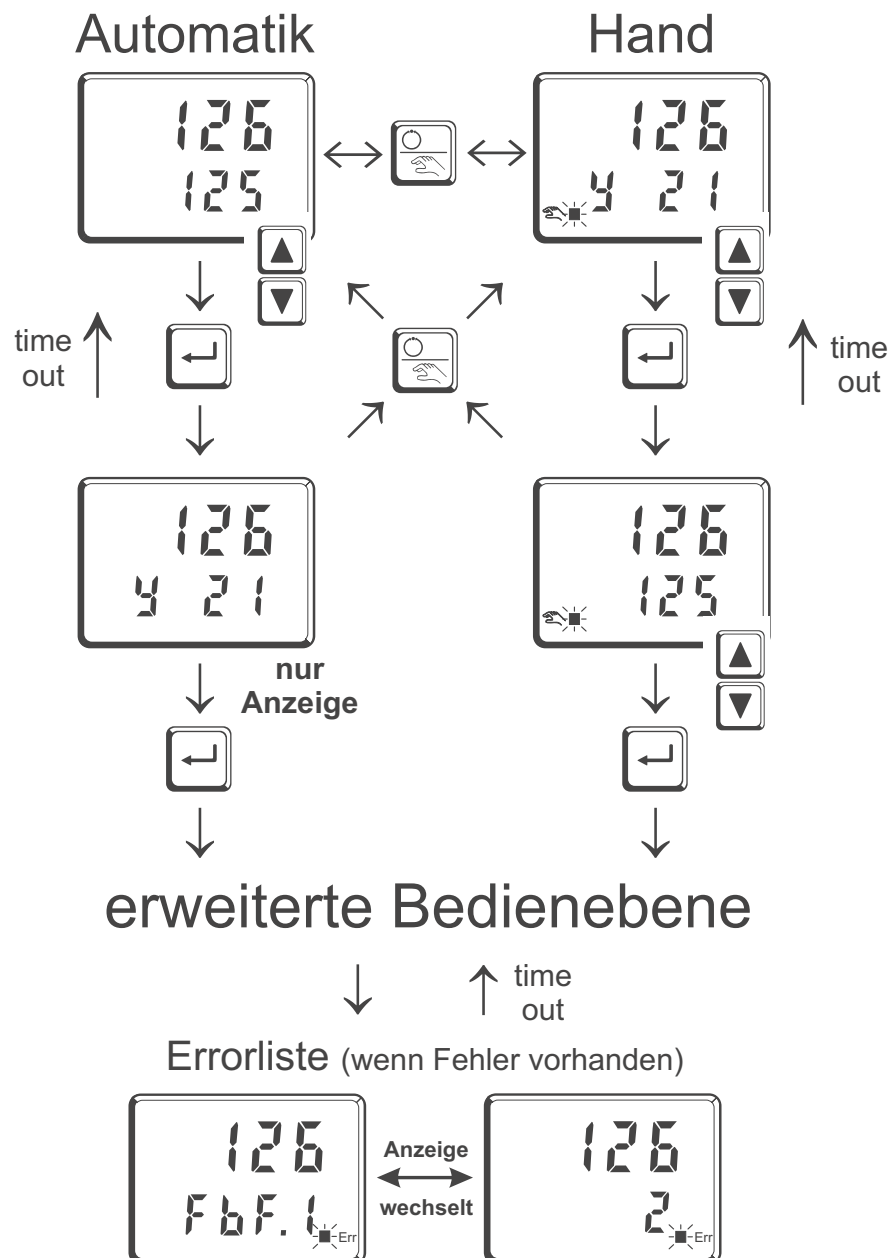 Automatik
Hand
126
125
126
y 21
time
out
time
out
126
y 21
126
125
nur
Anzeige
erweiterte Bedienebene
time
out
Errorliste (wenn Fehler vorhanden)
126
FbF.1
Err
Anzeige
wechselt
126
2
Err